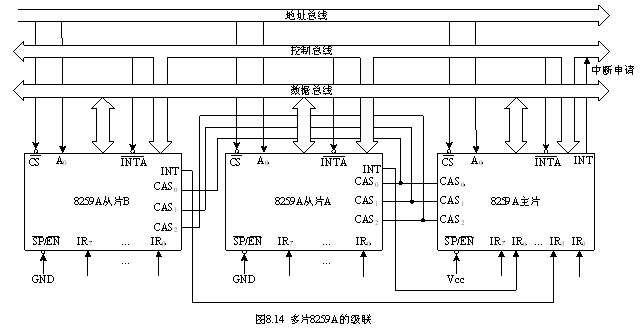 地址总线
控制总线
中断申请
数据总线
CS A₀ INTA CS A₀ INTA CS A₀ INTA INT
INT INT
CAS₀ CAS₀ CAS₀
8259A从片B 8259A从片A 8259A主片
CAS₁ CAS₁ CAS₁
CAS₂ CAS₂ CAS₂
SP/EN IR₇ ... IR₀ SP/EN IR₇ ... IR₀ SP/EN IR₇ IR₆ ... IR₃ IR₀
... ...
GND GND Vcc
图8.14 多片8259A的级联